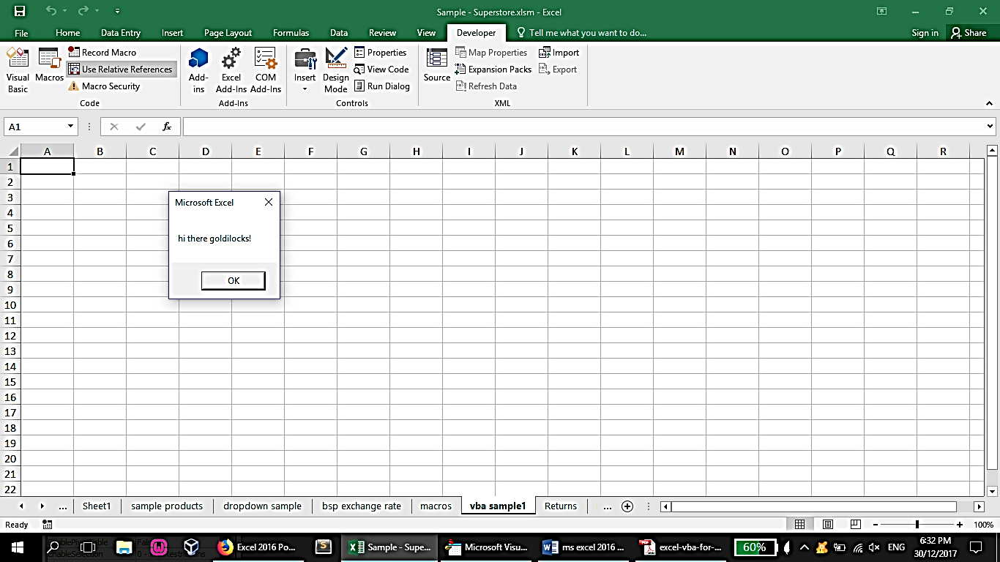 Sample - Superstore.xlsm - Excel
File Home Data Entry Insert Page Layout Formulas Data Review View Developer Tell me what you want to do... Sign in Share
Visual Basic
Macros
Record Macro
Use Relative References
Macro Security
Code
Add-ins
Excel Add-Ins
COM Add-Ins
Add-Ins
Insert
Design Mode
Properties
View Code
Run Dialog
Controls
Source
Map Properties
Expansion Packs
Refresh Data
Import
Export
XML
A1
fx
A B C D E F G H I J K L M N O P Q R
1
2
3
4
5
6
7
8
9
10
11
12
13
14
15
16
17
18
19
20
21
22
Microsoft Excel
hi there goldilocks!
OK
... Sheet1 sample products dropdown sample bsp exchange rate macros vba sample1 Returns ...
Ready
100%
Excel 2016 Po...
S
Sample - Supe...
Microsoft Visu...
ms excel 2016 ...
excel-vba-for-...
60%
ENG
6:32 PM
30/12/2017